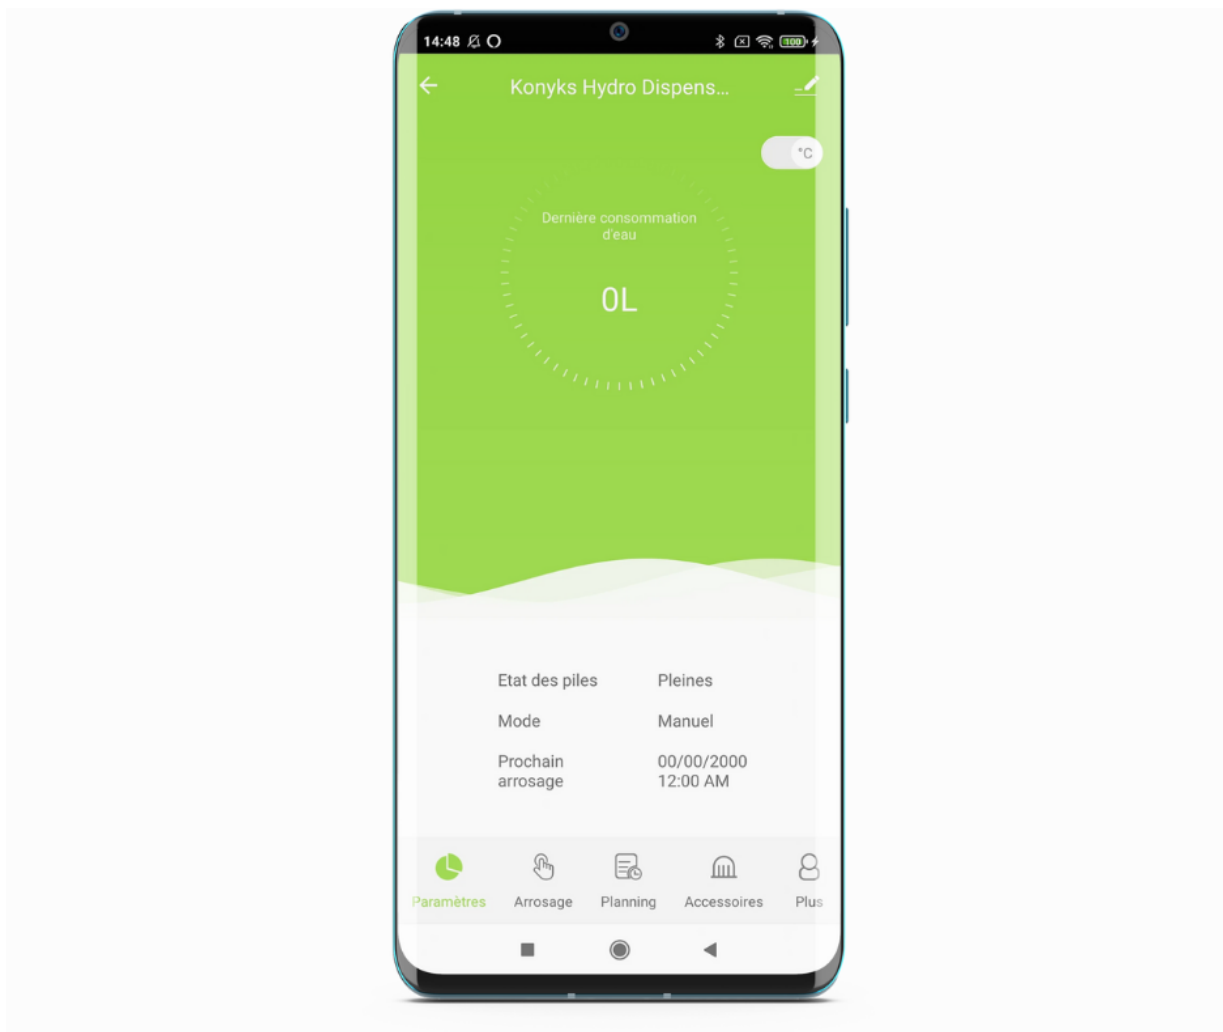 14:48
100
Konyks Hydro Dispens...
°C
Dernière consommation
d'eau
0L
Etat des piles Pleines
Mode Manuel
Prochain
arrosage
00/00/2000
12:00 AM
Paramètres Arrosage Planning Accessoires Plus